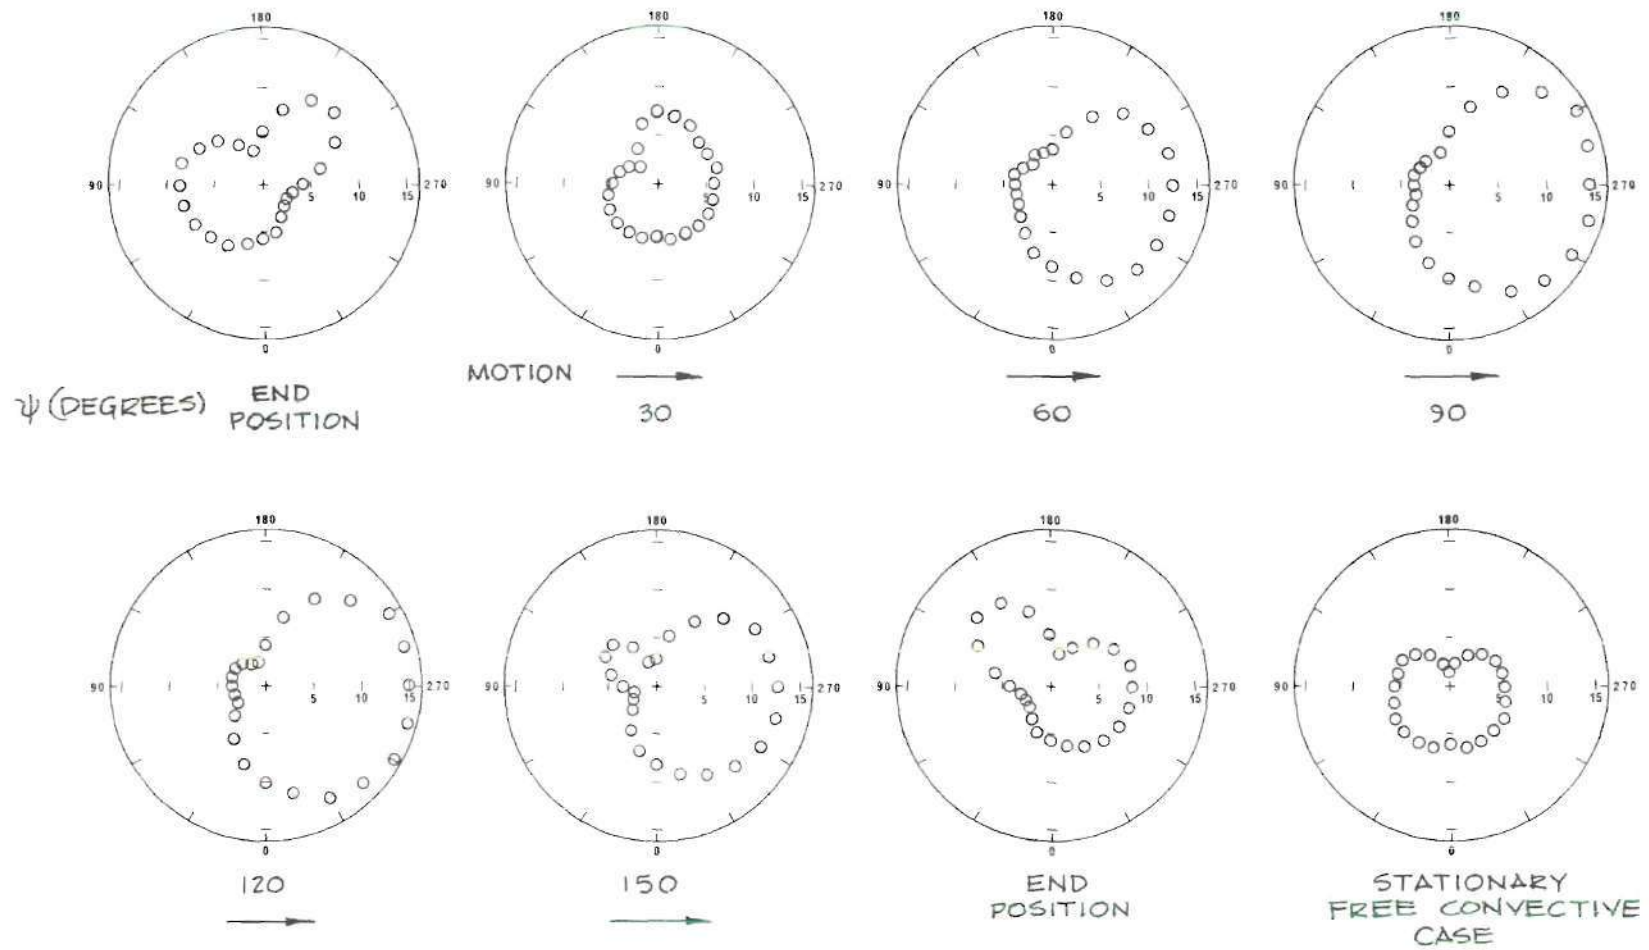 180 180 180 180
90 5 10 15 270 90 5 10 15 270 90 5 10 15 270 90 5 10 15 270
0 0 0 0
MOTION
ψ (DEGREES) END POSITION 30 60 90
180 180 180 180
90 5 10 15 270 90 5 10 15 270 90 5 10 15 270 90 5 10 15 270
0 0 0 0
120 150 END STATIONARY
POSITION FREE CONVECTIVE
CASE